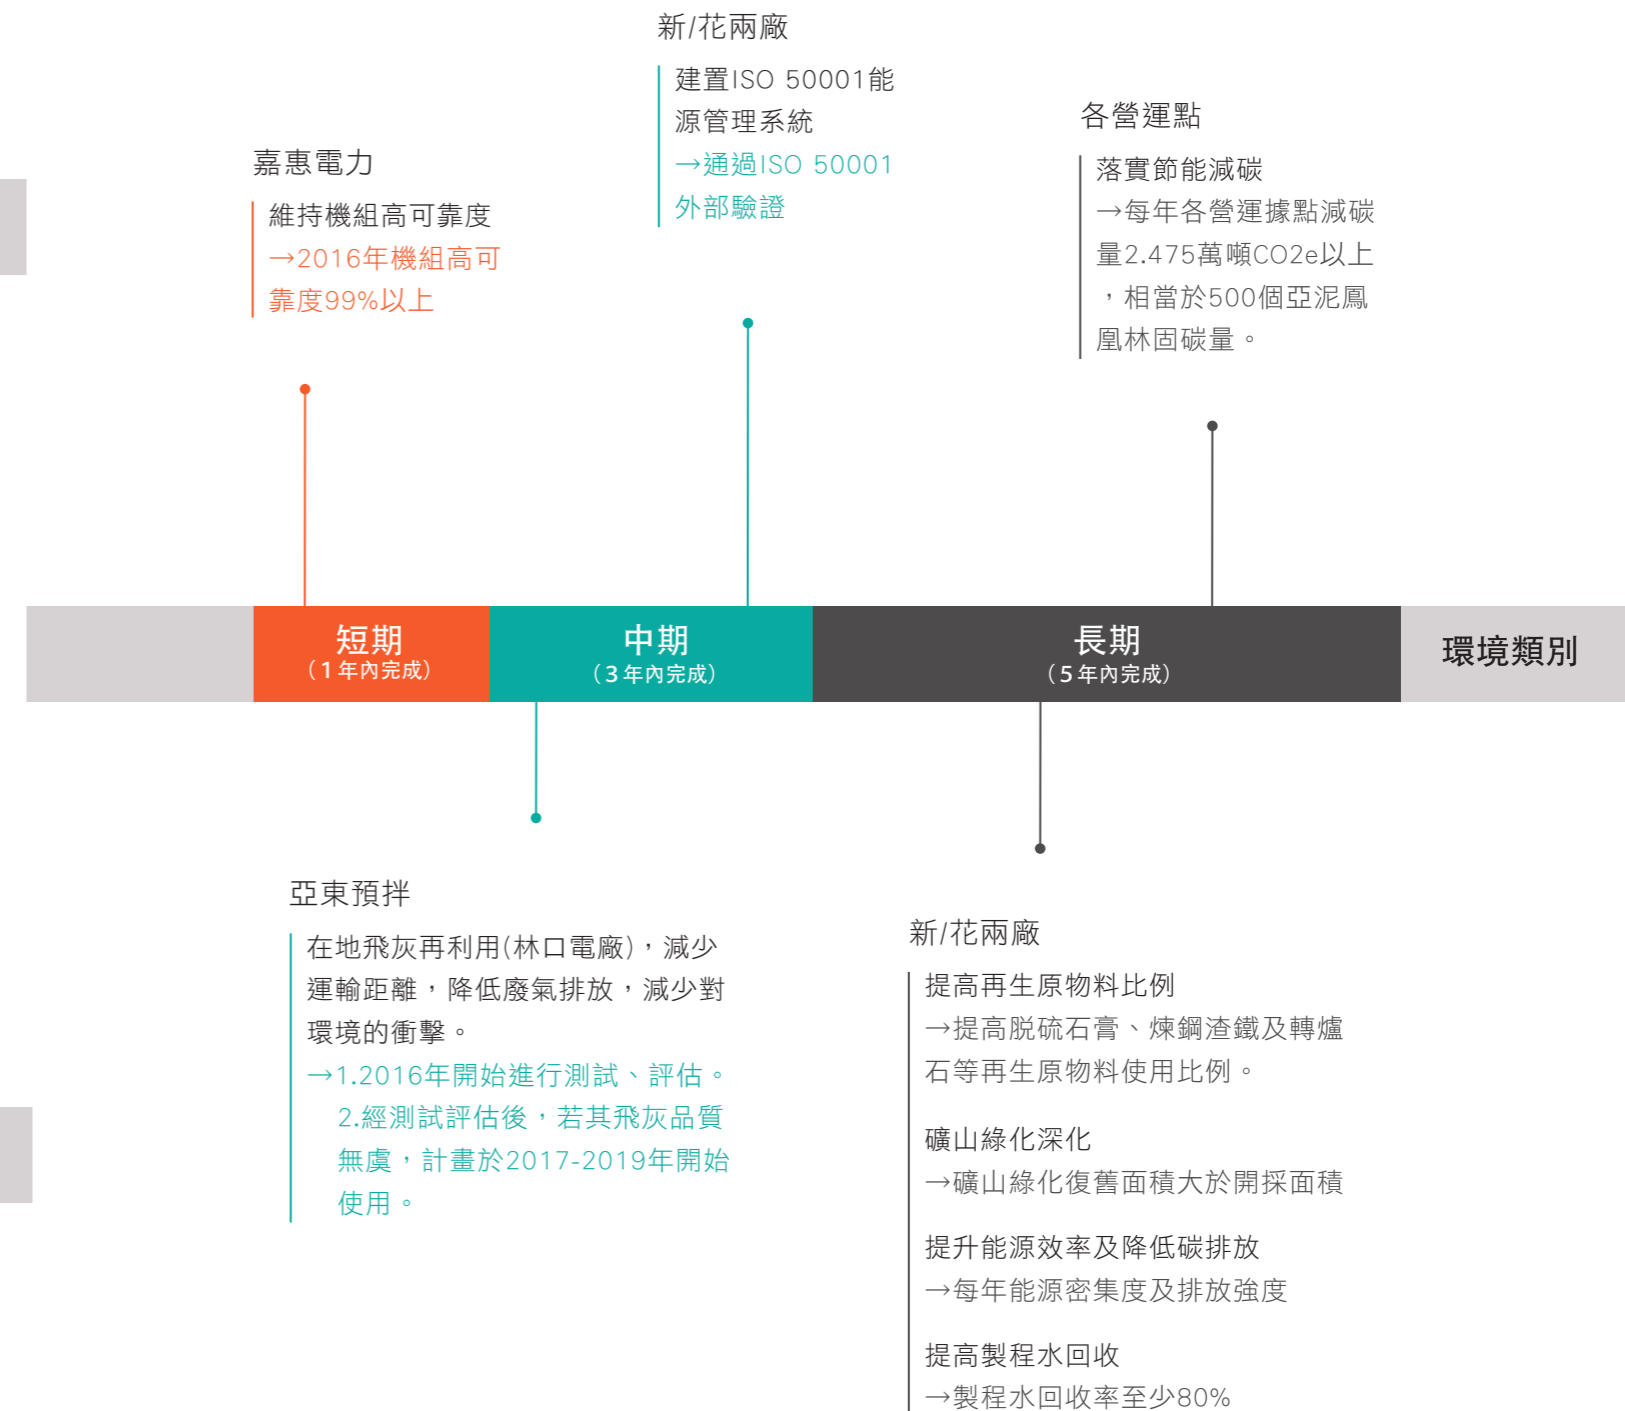 新/花兩廠
建置ISO 50001能
源管理系統
→通過ISO 50001
外部驗證
各營運點
落實節能減碳
→每年各營運據點減碳
量2.475萬噸CO2e以上
，相當於500個亞泥鳳
凰林固碳量。
嘉惠電力
維持機組高可靠度
→2016年機組高可
靠度99%以上
短期
（1年內完成）
中期
（3年內完成）
長期
（5年內完成）
環境類別
亞東預拌
在地飛灰再利用(林口電廠)，減少
運輸距離，降低廢氣排放，減少對
環境的衝擊。
→1.2016年開始進行測試、評估。
2.經測試評估後，若其飛灰品質
無虞，計畫於2017-2019年開始
使用。
新/花兩廠
提高再生原物料比例
→提高脫硫石膏、煉鋼渣鐵及轉爐
石等再生原物料使用比例。
礦山綠化深化
→礦山綠化復舊面積大於開採面積
提升能源效率及降低碳排放
→每年能源密集度及排放強度
提高製程水回收
→製程水回收率至少80%